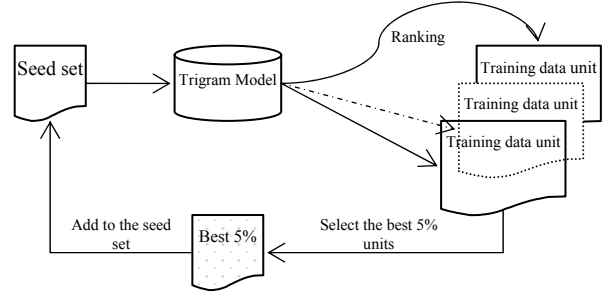 Ranking
Seed set
Trigram Model
Training data unit
Training data unit
Training data unit
Add to the seed
set
Best 5%
Select the best 5%
units